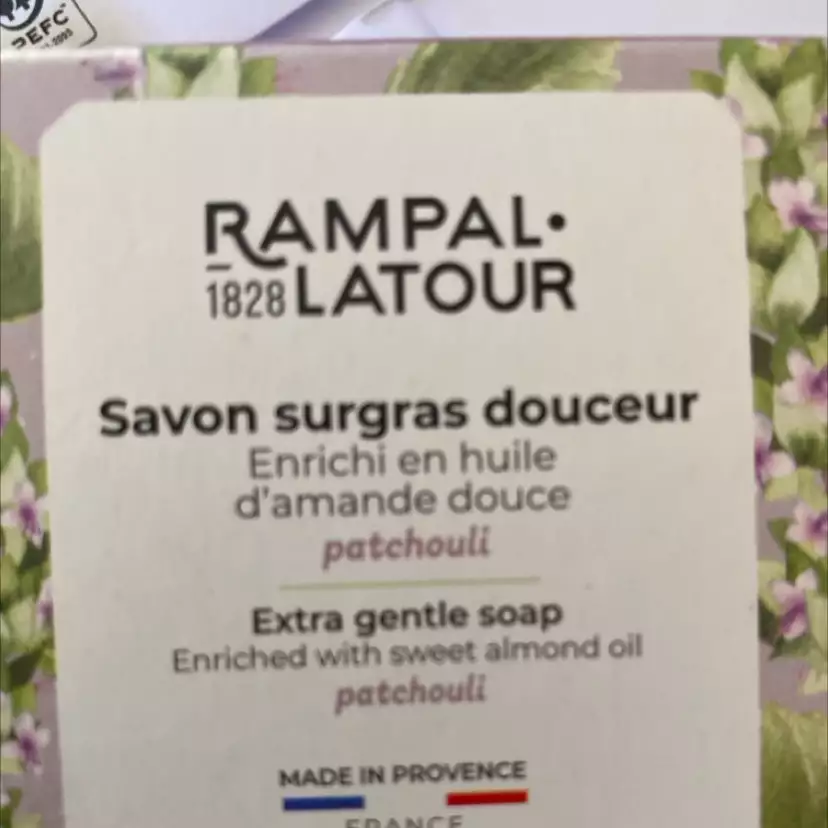 PEFC
RAMPAL•
1828 LATOUR
Savon surgras douceur
Enrichi en huile
d'amande douce
patchouli
Extra gentle soap
Enriched with sweet almond oil
patchouli
MADE IN PROVENCE
FRANCE